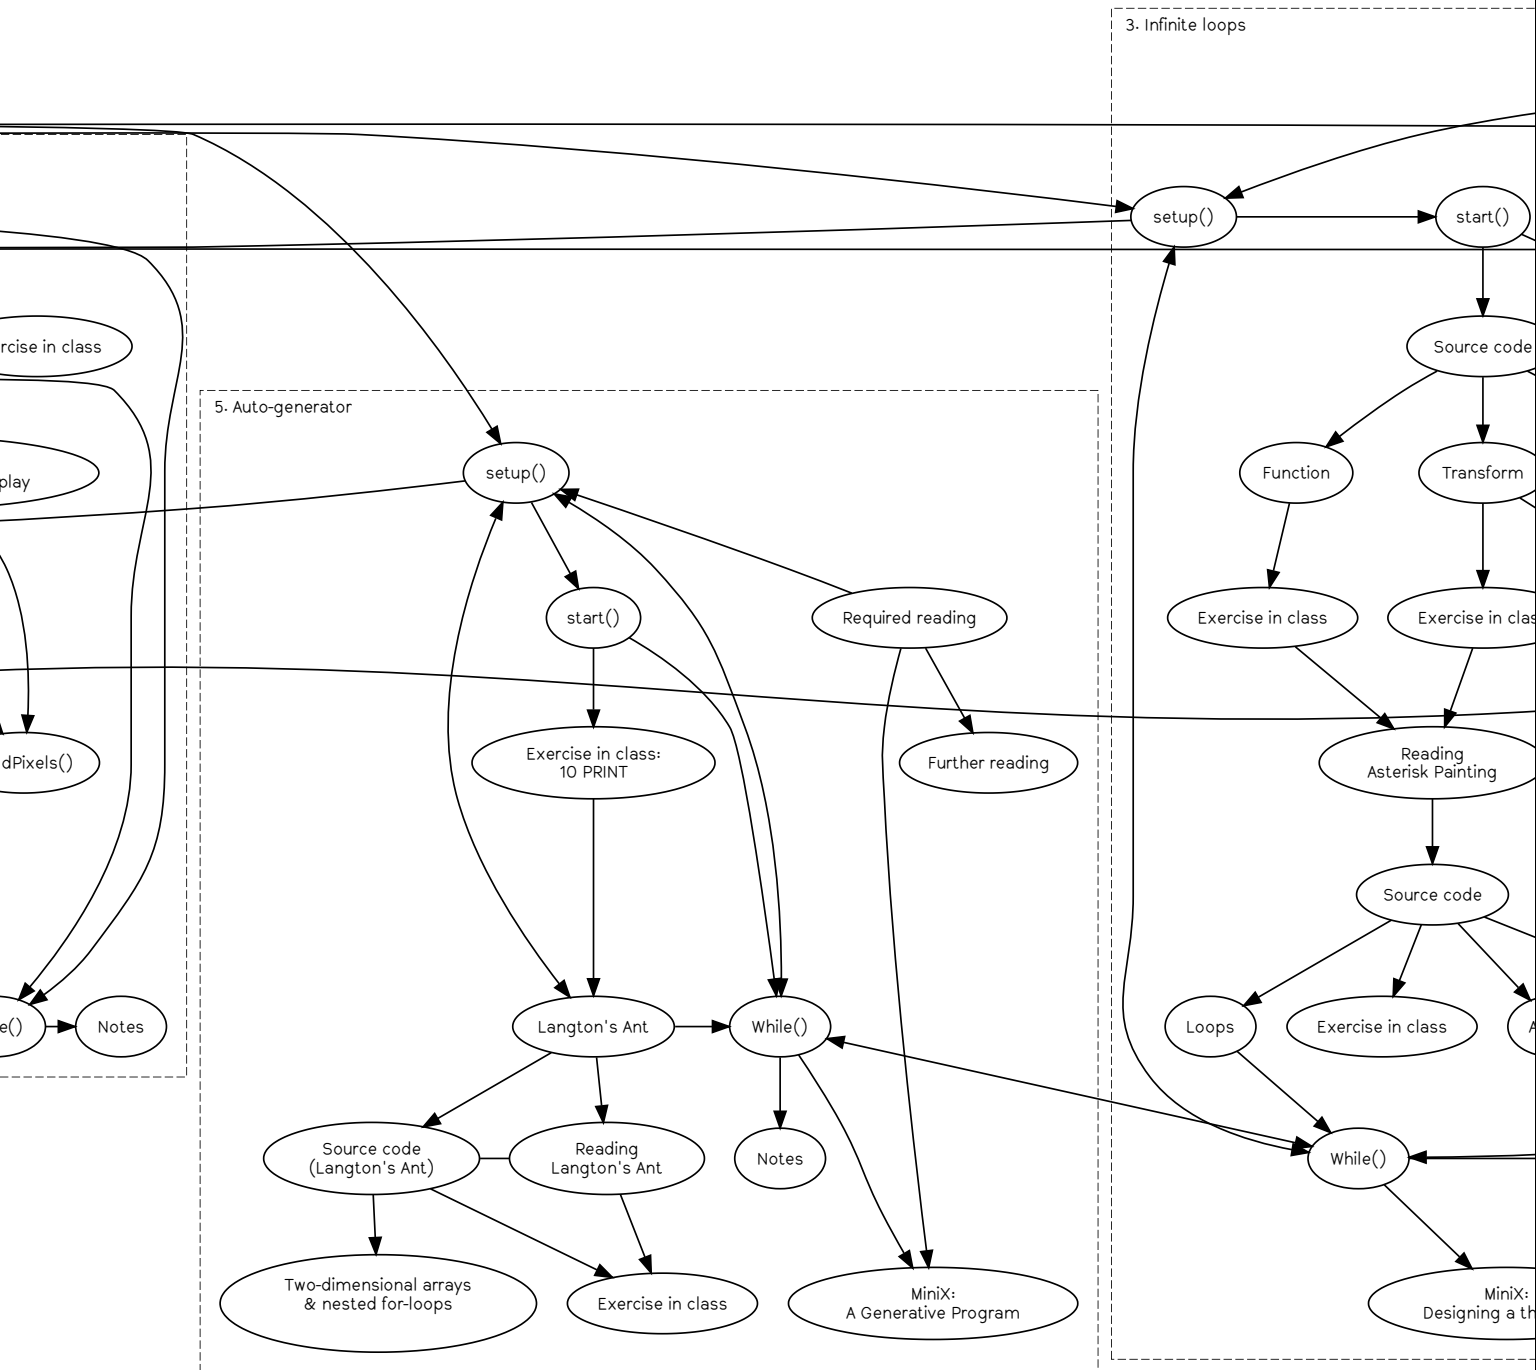 3. Infinite loops
setup()
start()
rcise in class
Source code
5. Auto-generator
setup()
play
Function
Transform
start()
Required reading
Exercise in class
Exercise in clas
dPixels()
Exercise in class:
10 PRINT
Further reading
Reading
Asterisk Painting
Source code
e()
Notes
Langton's Ant
While()
Loops
Exercise in class
A
Source code
(Langton's Ant)
Reading
Langton's Ant
Notes
While()
Two-dimensional arrays
& nested for-loops
Exercise in class
MiniX:
A Generative Program
MiniX:
Designing a th